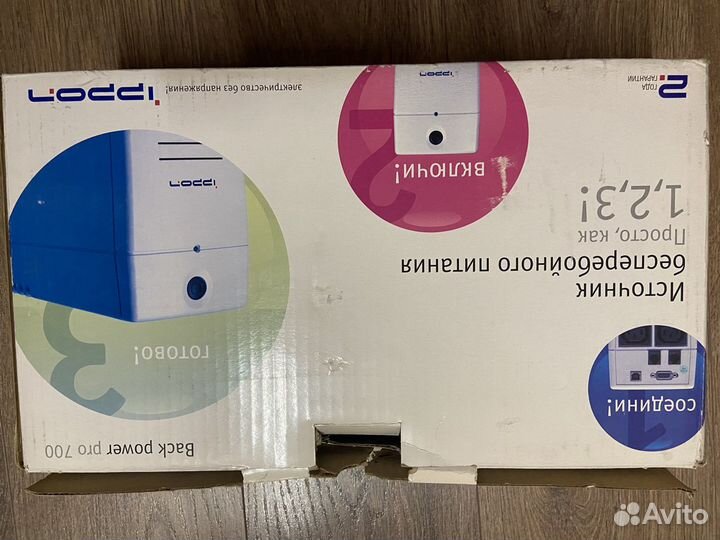 Back power pro 700
1
СОЕДИНИ!
Источник
бесперебойного питания
Просто, как
1,2,3!
2
ВКЛЮЧИ!
3
ГОТОВО!
ippon
2
ГОДА
ГАРАНТИИ
электричество без напряжения!
ippon
Avito